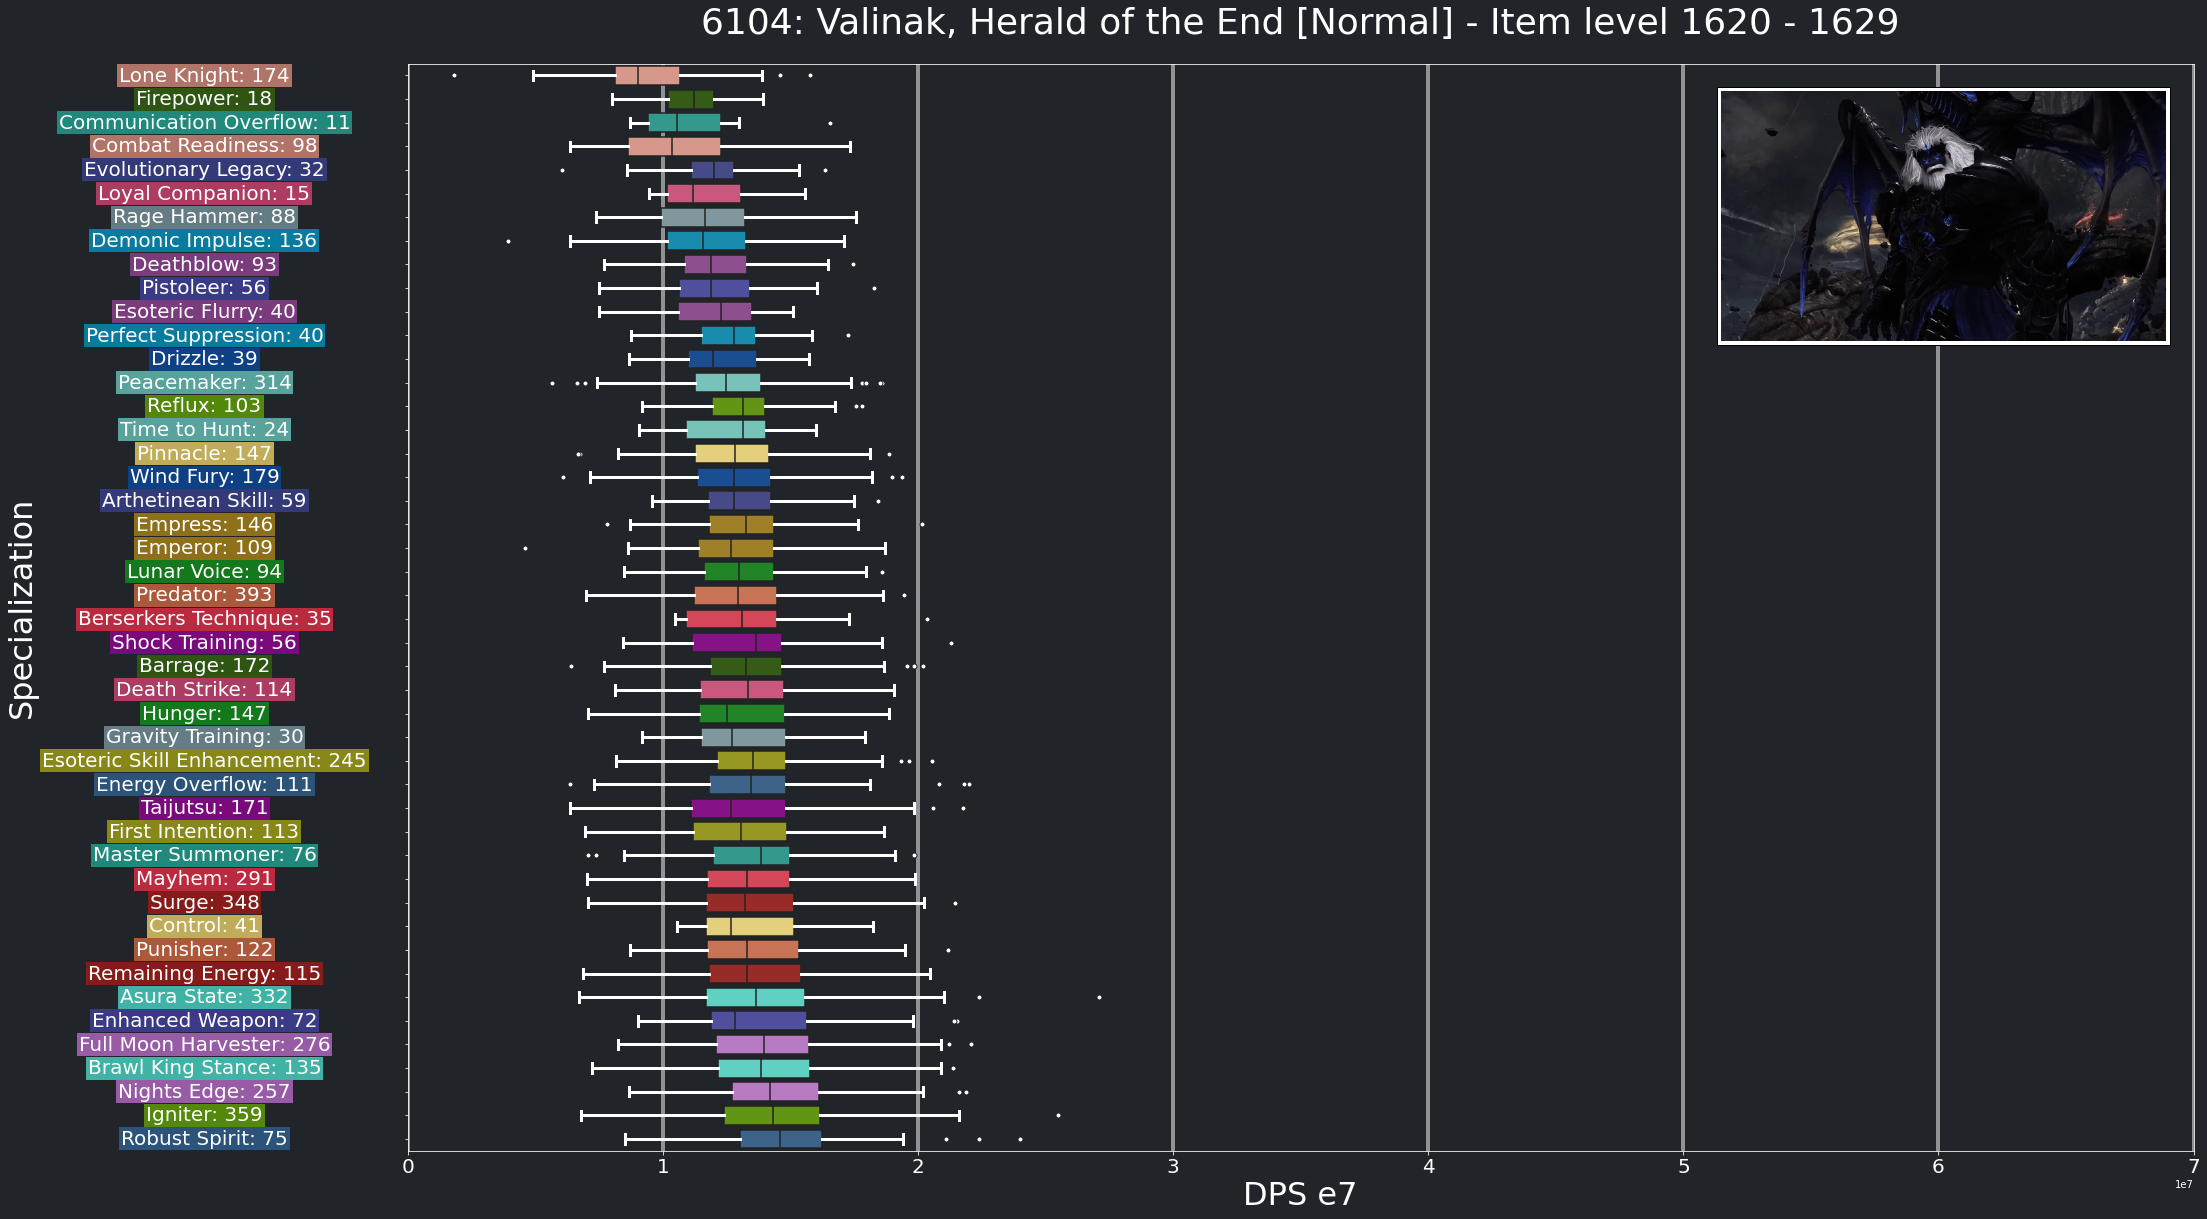 6104: Valinak, Herald of the End [Normal] - Item level 1620 - 1629
Lone Knight: 174
Firepower: 18
Communication Overflow: 11
Combat Readiness: 98
Evolutionary Legacy: 32
Loyal Companion: 15
Rage Hammer: 88
Demonic Impulse: 136
Deathblow: 93
Pistoleer: 56
Esoteric Flurry: 40
Perfect Suppression: 40
Drizzle: 39
Peacemaker: 314
Reflux: 103
Time to Hunt: 24
Pinnacle: 147
Wind Fury: 179
Arthetinean Skill: 59
Empress: 146
Emperor: 109
Lunar Voice: 94
Predator: 393
Berserkers Technique: 35
Shock Training: 56
Barrage: 172
Death Strike: 114
Hunger: 147
Gravity Training: 30
Esoteric Skill Enhancement: 245
Energy Overflow: 111
Taijutsu: 171
First Intention: 113
Master Summoner: 76
Mayhem: 291
Surge: 348
Control: 41
Punisher: 122
Remaining Energy: 115
Asura State: 332
Enhanced Weapon: 72
Full Moon Harvester: 276
Brawl King Stance: 135
Nights Edge: 257
Igniter: 359
Robust Spirit: 75
Specialization
0 1 2 3 4 5 6 7
1e7
DPS e7